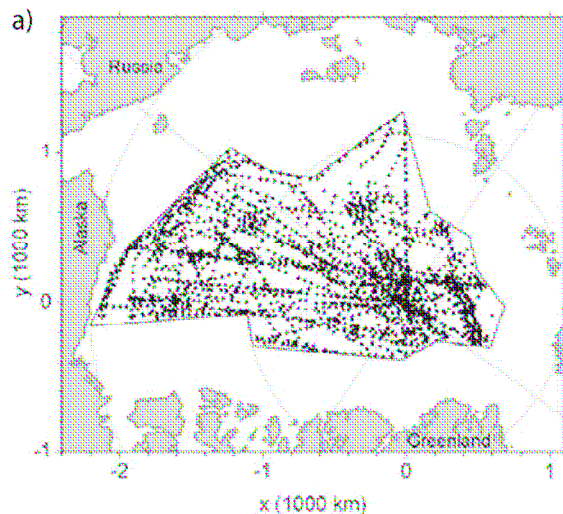 a)
Russia
1
Alaska
y (1000 km)
0
-1
Greenland
-2 -1 0 1
x (1000 km)